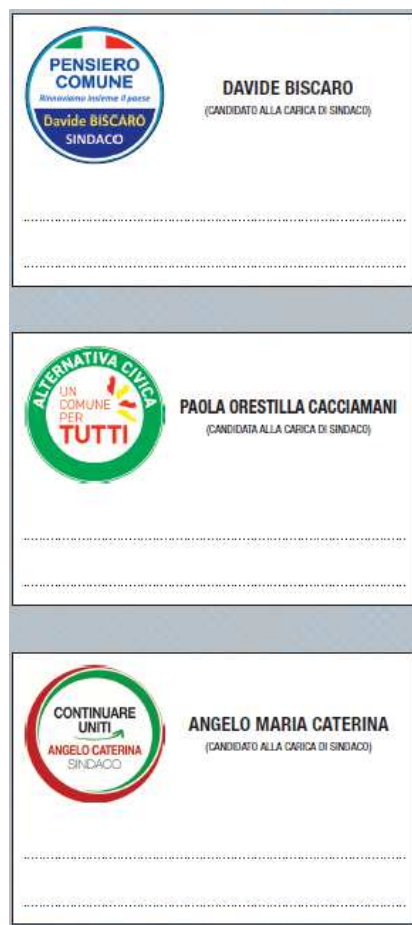 PENSIERO
COMUNE
Rinnoviamo insieme il paese
Davide BISCARO
SINDACO
DAVIDE BISCARO
(CANDIDATO ALLA CARICA DI SINDACO)
ALTERNATIVA CIVICA
UN
COMUNE
PER
TUTTI
PAOLA ORESTILLA CACCIAMANI
(CANDIDATA ALLA CARICA DI SINDACO)
CONTINUARE
UNITI
ANGELO CATERINA
SINDACO
ANGELO MARIA CATERINA
(CANDIDATO ALLA CARICA DI SINDACO)